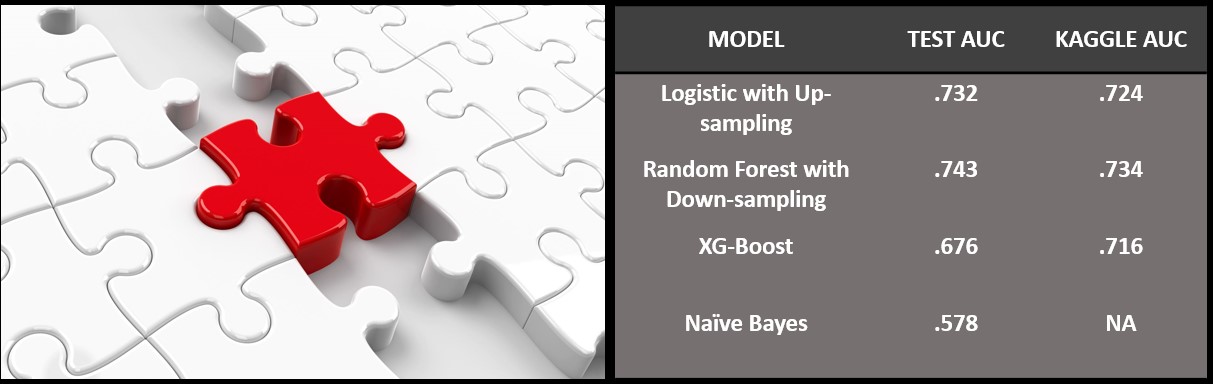 MODEL TEST AUC KAGGLE AUC
Logistic with Up- .732 .724
sampling
Random Forest with .743 .734
Down-sampling
XG-Boost .676 .716
Naïve Bayes .578 NA